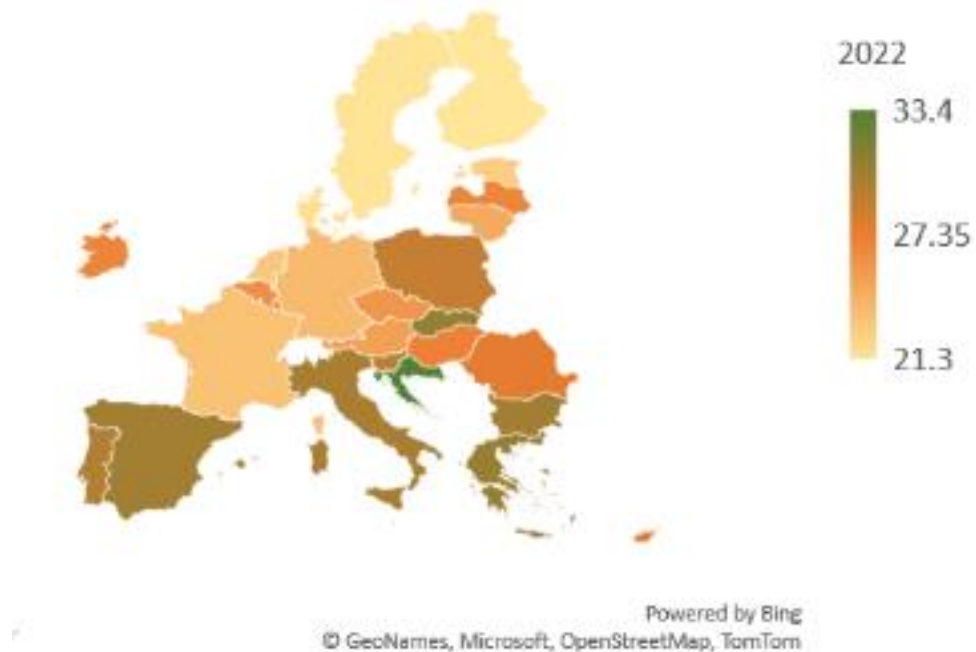 2022
33.4
27.35
21.3
Powered by Bing
© GeoNames, Microsoft, OpenStreetMap, TomTom